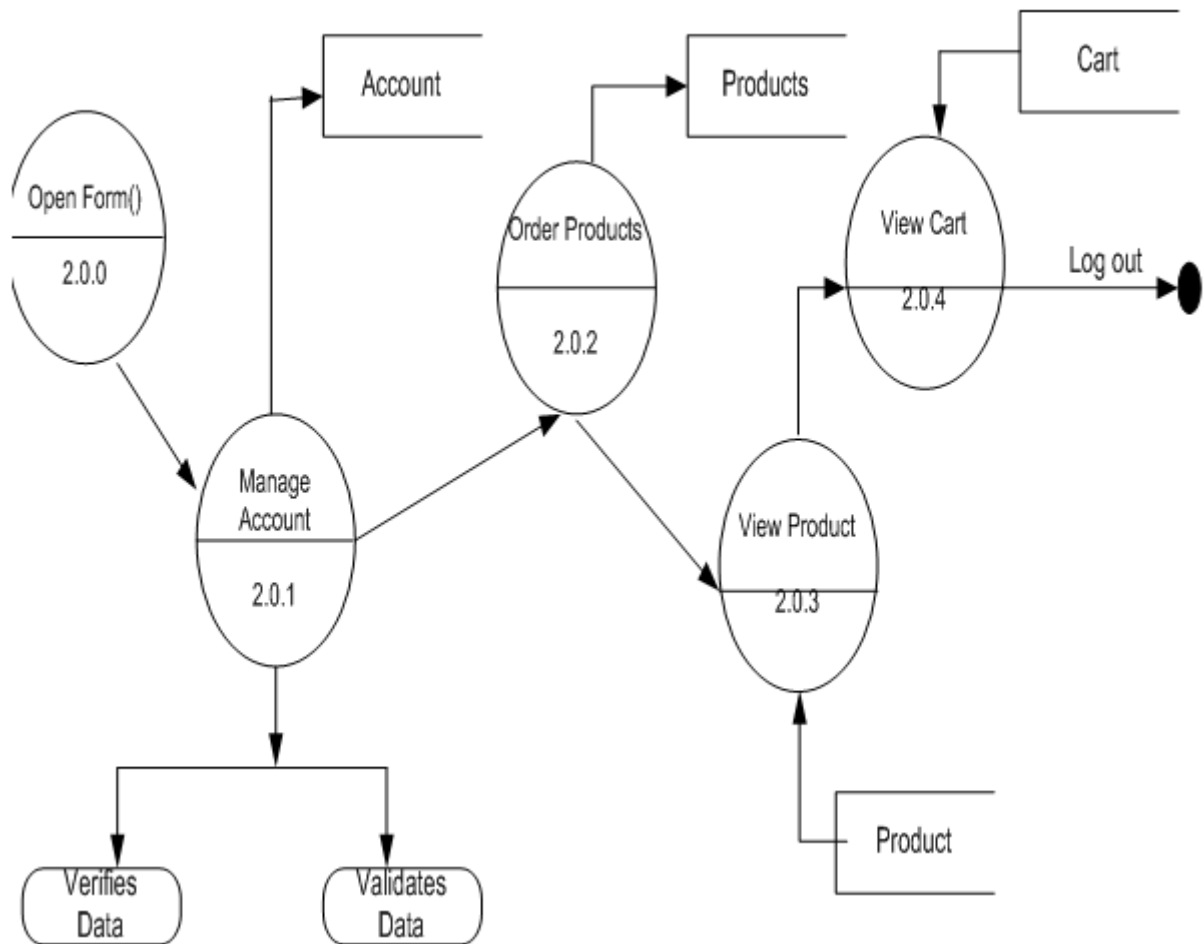 Account
Products
Cart
Open Form()
2.0.0
Order Products
2.0.2
View Cart
2.0.4
Log out
Manage
Account
2.0.1
View Product
2.0.3
Product
Verifies
Data
Validates
Data